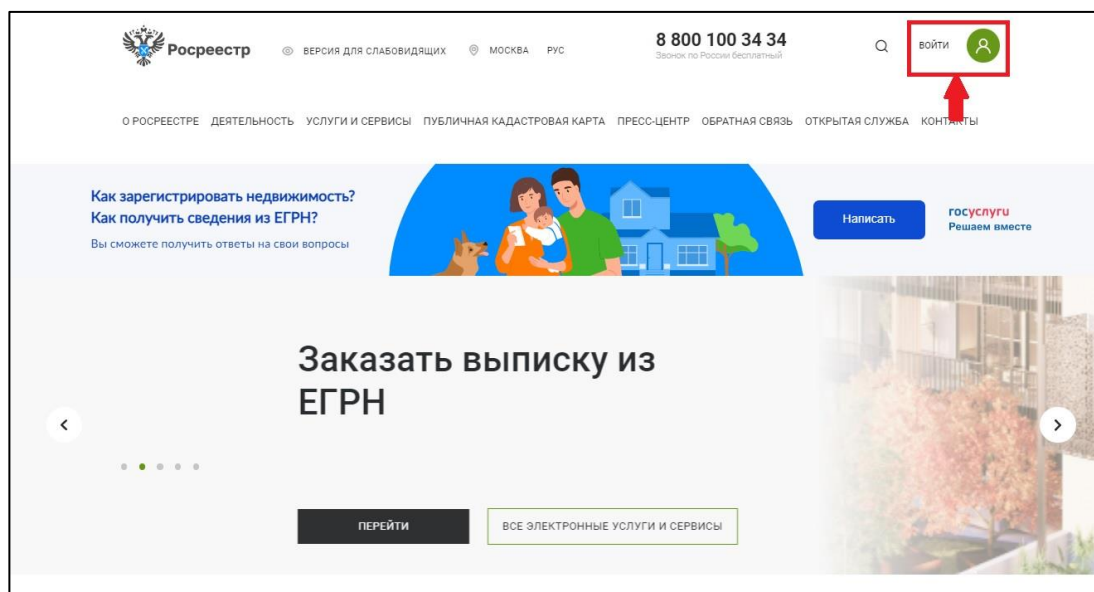 Росреестр
ВЕРСИЯ ДЛЯ СЛАБОВИДЯЩИХ
МОСКВА
РУС
8 800 100 34 34
Звонок по России бесплатный
ВОЙТИ
О РОСРЕЕСТРЕ ДЕЯТЕЛЬНОСТЬ УСЛУГИ И СЕРВИСЫ ПУБЛИЧНАЯ КАДАСТРОВАЯ КАРТА ПРЕСС-ЦЕНТР ОБРАТНАЯ СВЯЗЬ ОТКРЫТАЯ СЛУЖБА КОНТАКТЫ
Как зарегистрировать недвижимость?
Как получить сведения из ЕГРН?
Вы сможете получить ответы на свои вопросы
Написать
госуслуги
Решаем вместе
Заказать выписку из
ЕГРН
ПЕРЕЙТИ
ВСЕ ЭЛЕКТРОННЫЕ УСЛУГИ И СЕРВИСЫ